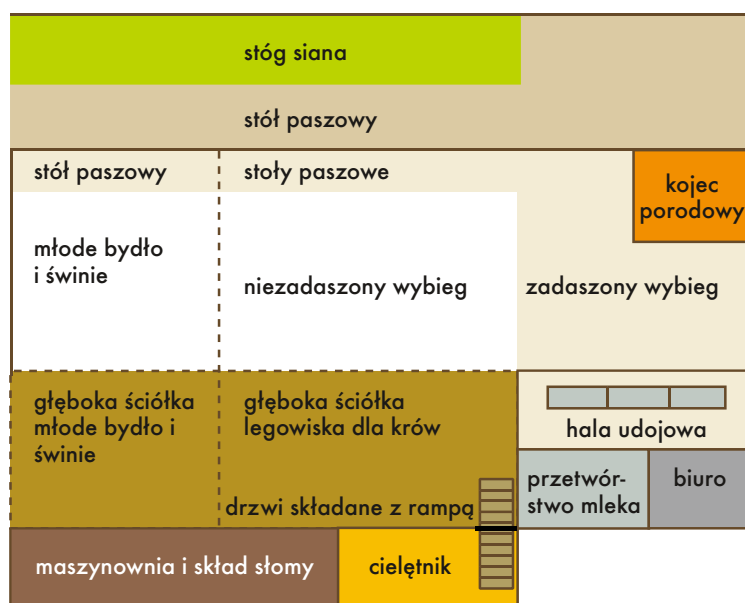 stóg siana
stół paszowy
stół paszowy
stoły paszowe
kojec
porodowy
młode bydło
i świnie
niezadaszony wybieg
zadaszony wybieg
głęboka ściółka
młode bydło i
świnie
głęboka ściółka
legowiska dla krów
hala udojowa
drzwi składane z rampą
przetwór-
stwo mleka
biuro
maszynownia i skład słomy
cielętnik